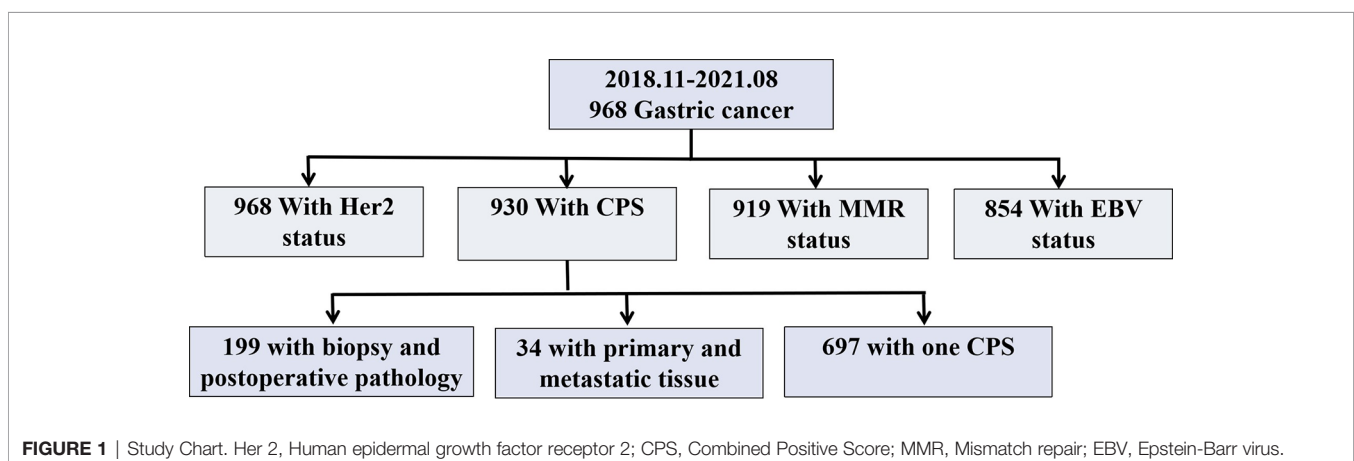 2018.11-2021.08
968 Gastric cancer
968 With Her2
status
930 With CPS
919 With MMR
status
854 With EBV
status
199 with biopsy and
postoperative pathology
34 with primary and
metastatic tissue
697 with one CPS
FIGURE 1 | Study Chart. Her 2, Human epidermal growth factor receptor 2; CPS, Combined Positive Score; MMR, Mismatch repair; EBV, Epstein-Barr virus.